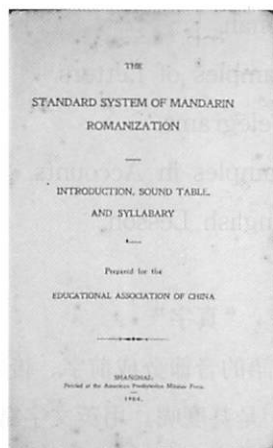 THE
STANDARD SYSTEM OF MANDARIN
ROMANIZATION
INTRODUCTION, SOUND TABLE,
AND SYLLABARY
Prepared for the
EDUCATIONAL ASSOCIATION OF CHINA
SHANGHAI:
Printed at the American Presbyterian Mission Press.
1904.